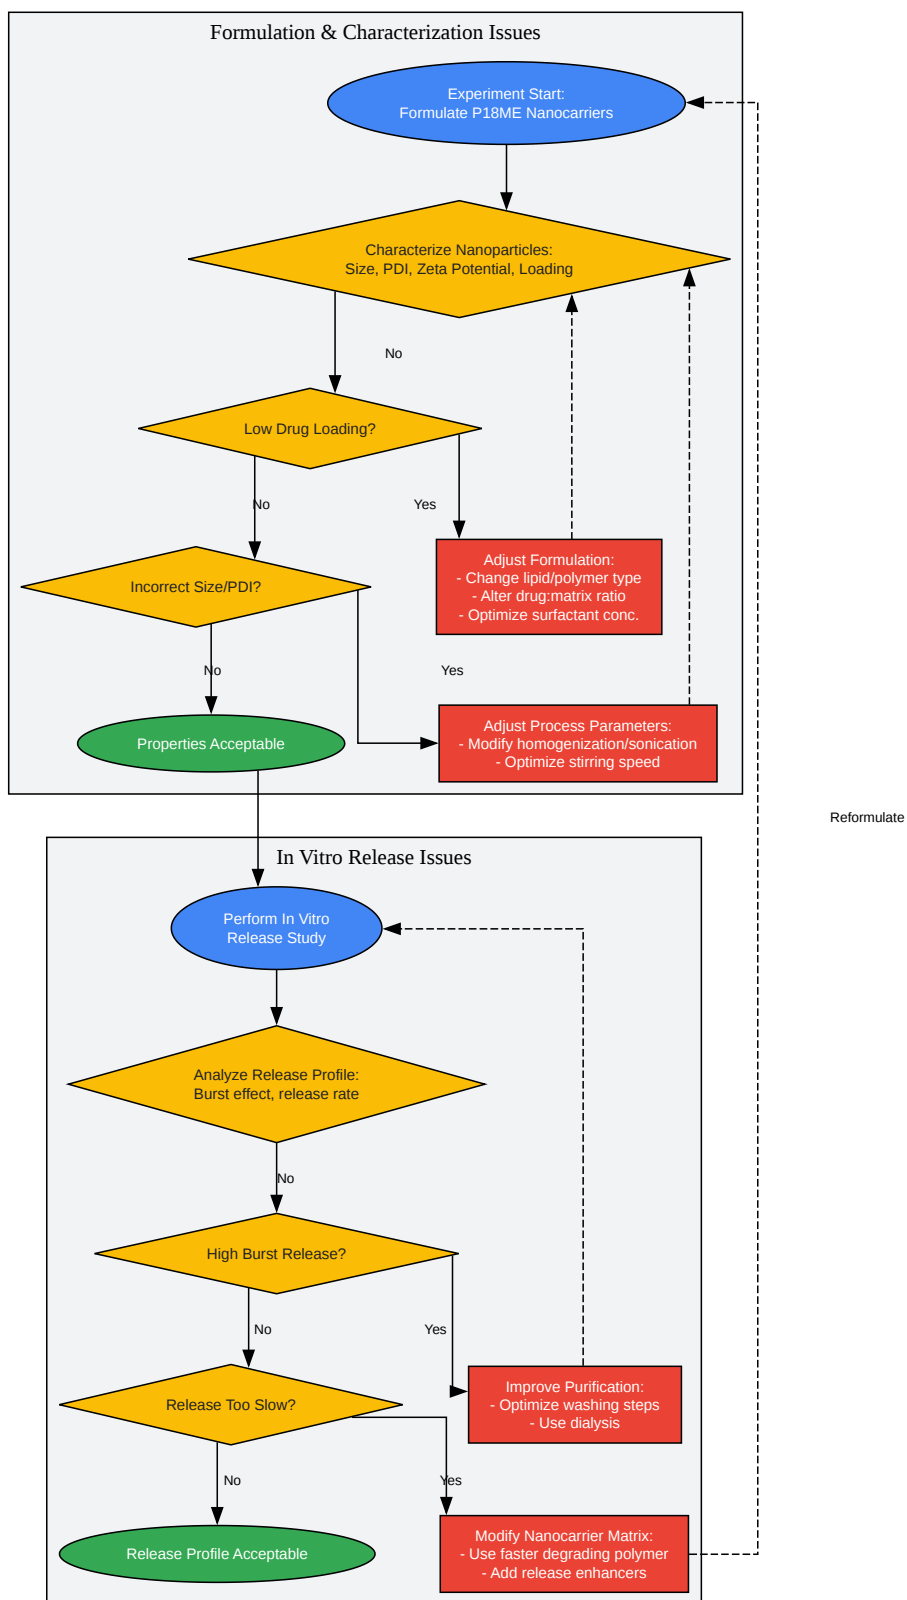 Formulation & Characterization Issues
Experiment Start:
Formulate P18ME Nanocarriers
Characterize Nanoparticles:
Size, PDI, Zeta Potential, Loading
No
Low Drug Loading?
No
Yes
Adjust Formulation:
- Change lipid/polymer type
- Alter drug:matrix ratio
- Optimize surfactant conc.
Incorrect Size/PDI?
No
Yes
Adjust Process Parameters:
- Modify homogenization/sonication
- Optimize stirring speed
Properties Acceptable
Reformulate
In Vitro Release Issues
Perform In Vitro
Release Study
Analyze Release Profile:
Burst effect, release rate
No
High Burst Release?
No
Yes
Improve Purification:
- Optimize washing steps
- Use dialysis
Release Too Slow?
No
Yes
Modify Nanocarrier Matrix:
- Use faster degrading polymer
- Add release enhancers
Release Profile Acceptable